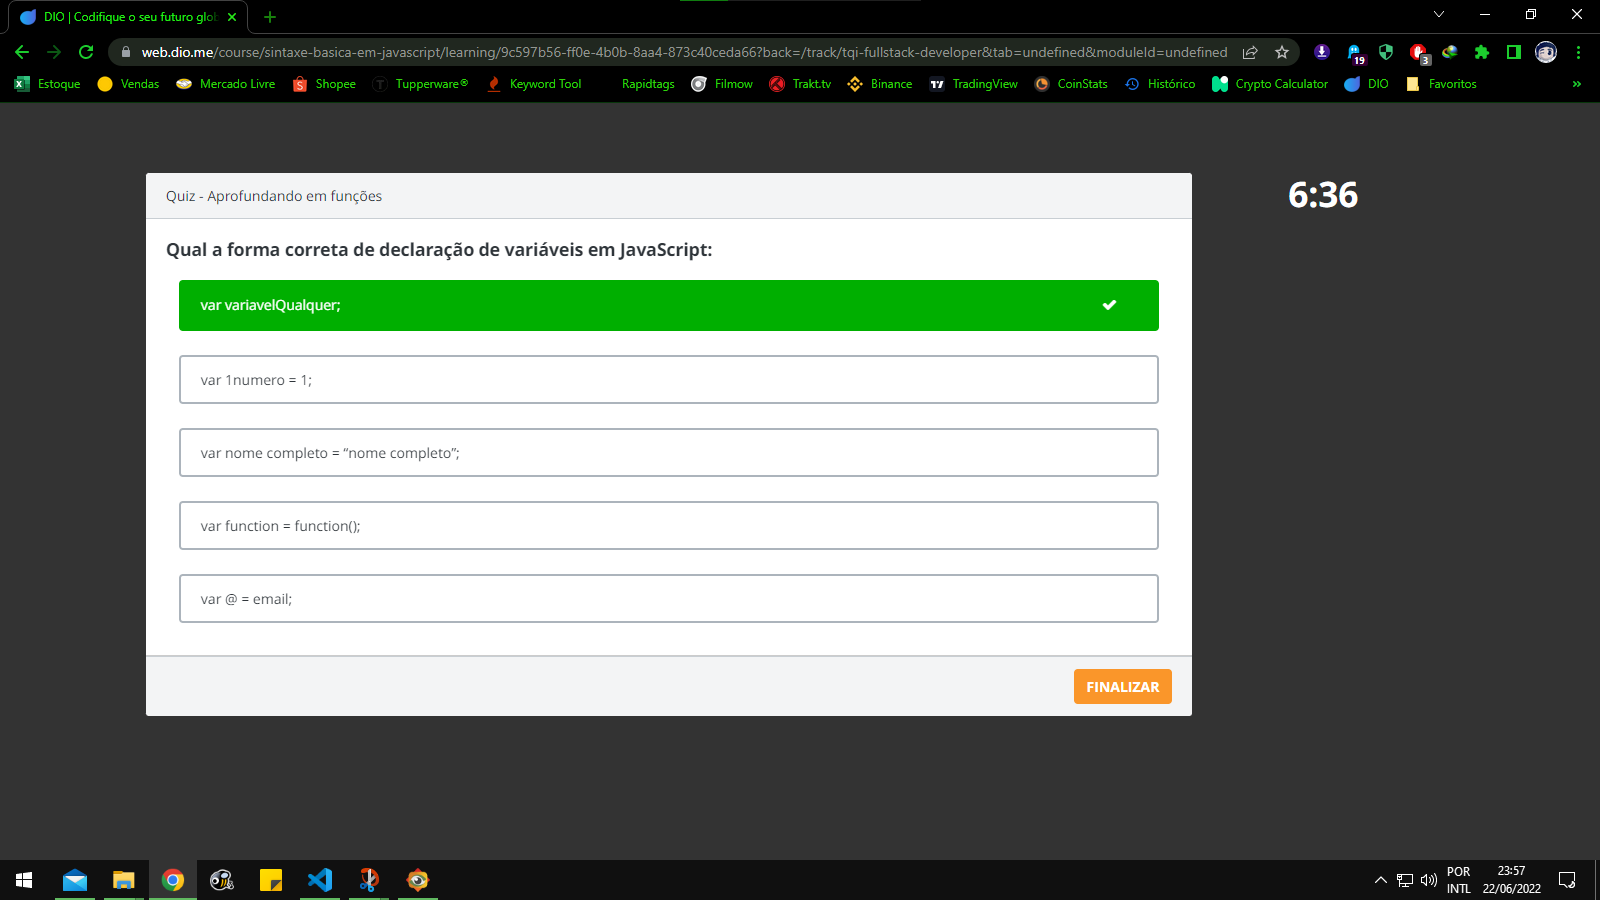 DIO | Codifique o seu futuro glob
web.dio.me/course/sintaxe-basica-em-javascript/learning/9c597b56-ff0e-4b0b-8aa4-873c40ceda66?back=/track/tqi-fullstack-developer&tab=undefined&moduleId=undefined
19
3
Estoque Vendas Mercado Livre Shopee Tupperware® Keyword Tool Rapidtags Filmow Trakt.tv Binance TradingView CoinStats Histórico Crypto Calculator DIO Favoritos »
Quiz - Aprofundando em funções
6:36
Qual a forma correta de declaração de variáveis em JavaScript:
var variavelQualquer;
var 1numero = 1;
var nome completo = “nome completo”;
var function = function();
var @ = email;
FINALIZAR
POR
INTL
23:57
22/06/2022